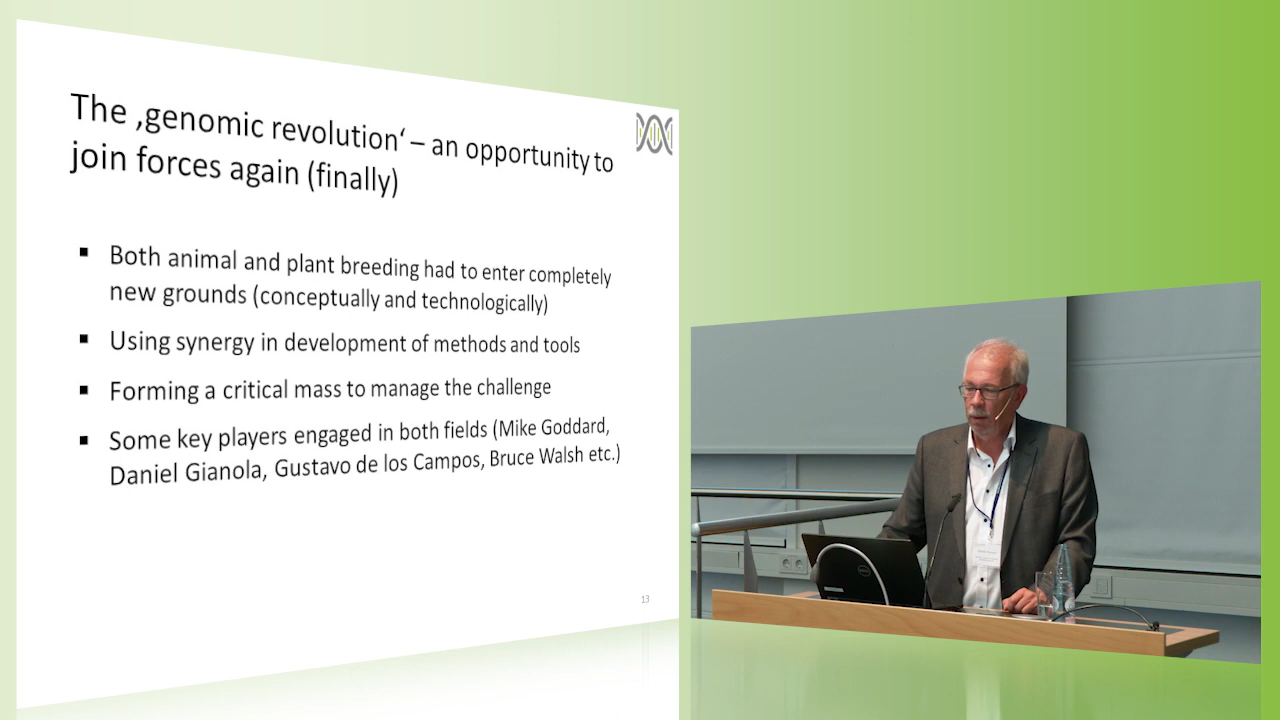 The ‚genomic revolution‘ – an opportunity to
join forces again (finally)
▪ Both animal and plant breeding had to enter completely
new grounds (conceptually and technologically)
▪ Using synergy in development of methods and tools
▪ Forming a critical mass to manage the challenge
▪ Some key players engaged in both fields (Mike Goddard,
Daniel Gianola, Gustavo de los Campos, Bruce Walsh etc.)
13
DELL